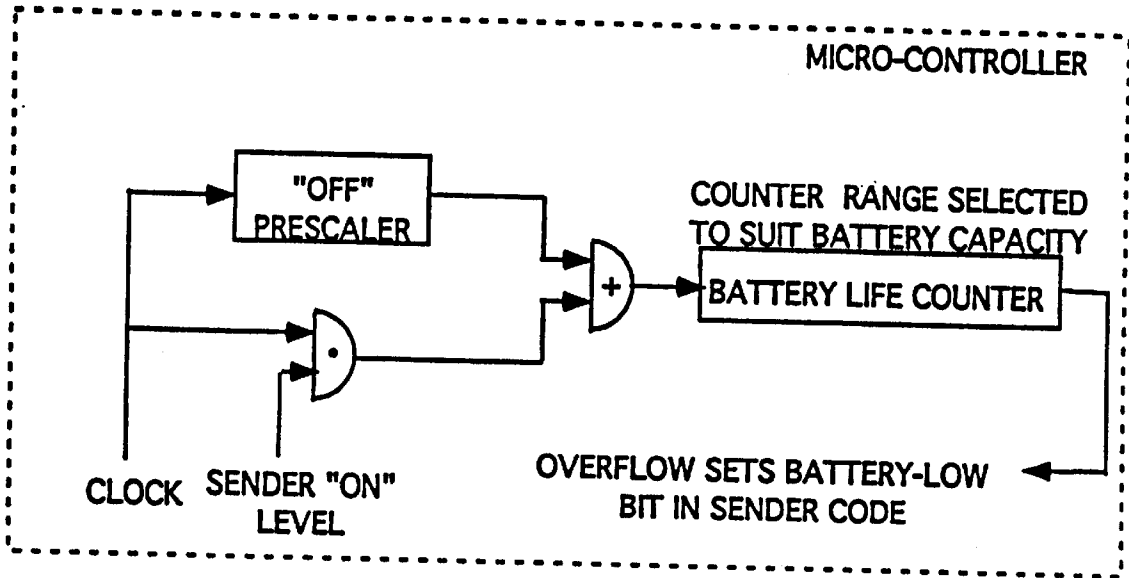 MICRO-CONTROLLER
"OFF"
PRESCALER
COUNTER RANGE SELECTED
TO SUIT BATTERY CAPACITY
+
BATTERY LIFE COUNTER
•
CLOCK
SENDER "ON"
LEVEL
OVERFLOW SETS BATTERY-LOW
BIT IN SENDER CODE